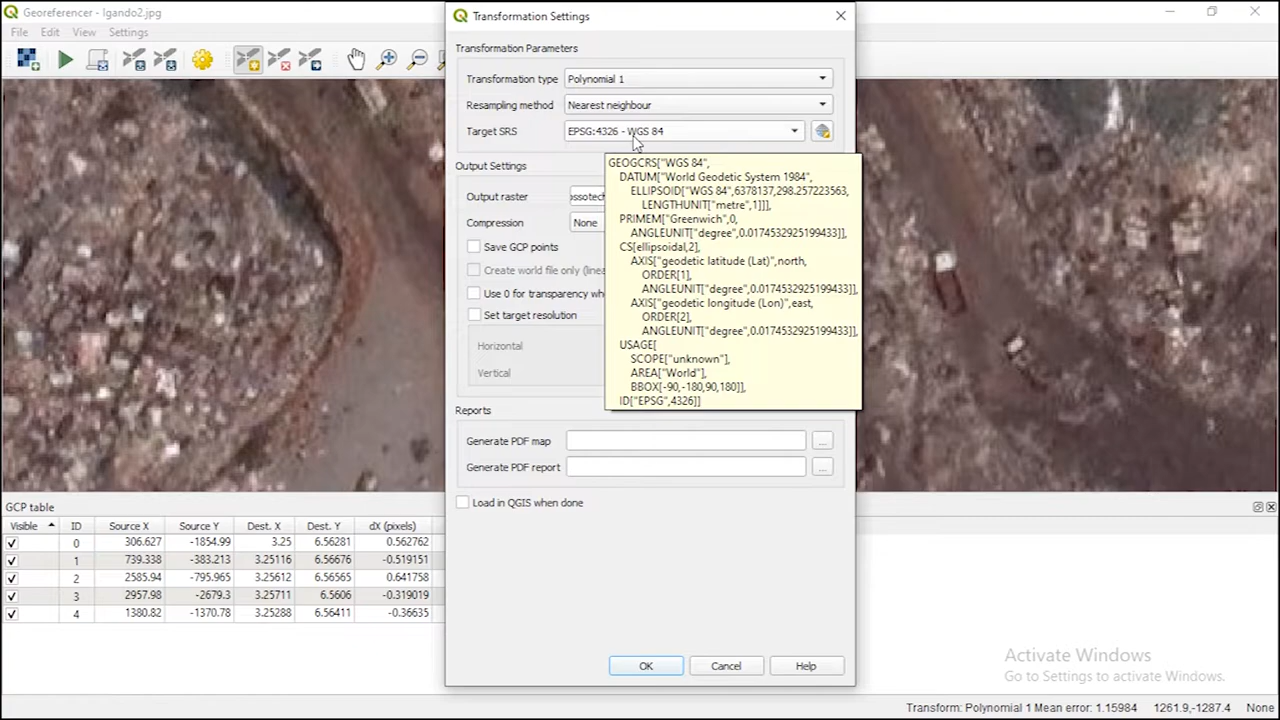 Georeferencer - Igando2.jpg
File Edit View Settings
Transformation Settings
Transformation Parameters
Transformation type Polynomial 1
Resampling method Nearest neighbour
Target SRS EPSG:4326 - WGS 84
GEOGCRS["WGS 84",
DATUM["World Geodetic System 1984",
ELLIPSOID["WGS 84",6378137,298.257223563,
LENGTHUNIT["metre",1]]],
PRIMEM["Greenwich",0,
ANGLEUNIT["degree",0.0174532925199433]],
CS[ellipsoidal,2],
AXIS["geodetic latitude (Lat)",north,
ORDER[1],
ANGLEUNIT["degree",0.0174532925199433]],
AXIS["geodetic longitude (Lon)",east,
ORDER[2],
ANGLEUNIT["degree",0.0174532925199433]],
USAGE[
SCOPE["unknown"],
AREA["World"],
BBOX[-90,-180,90,180]],
ID["EPSG",4326]]
Output Settings
Output raster ossotech
Compression None
Save GCP points
Create world file only (linea
Use 0 for transparency whe
Set target resolution
Horizontal
Vertical
Reports
Generate PDF map ...
Generate PDF report ...
Load in QGIS when done
OK Cancel Help
GCP table
Visible ID Source X Source Y Dest. X Dest. Y dX (pixels)
0 306.627 -1854.99 3.25 6.56281 0.562762
1 739.338 -383.213 3.25116 6.56676 -0.519151
2 2585.94 -795.965 3.25612 6.56565 0.641758
3 2957.98 -2679.3 3.25711 6.5606 -0.319019
4 1380.82 -1370.78 3.25288 6.56411 -0.36635
Activate Windows
Go to Settings to activate Windows.
Transform: Polynomial 1 Mean error: 1.15984 1261.9,-1287.4 None